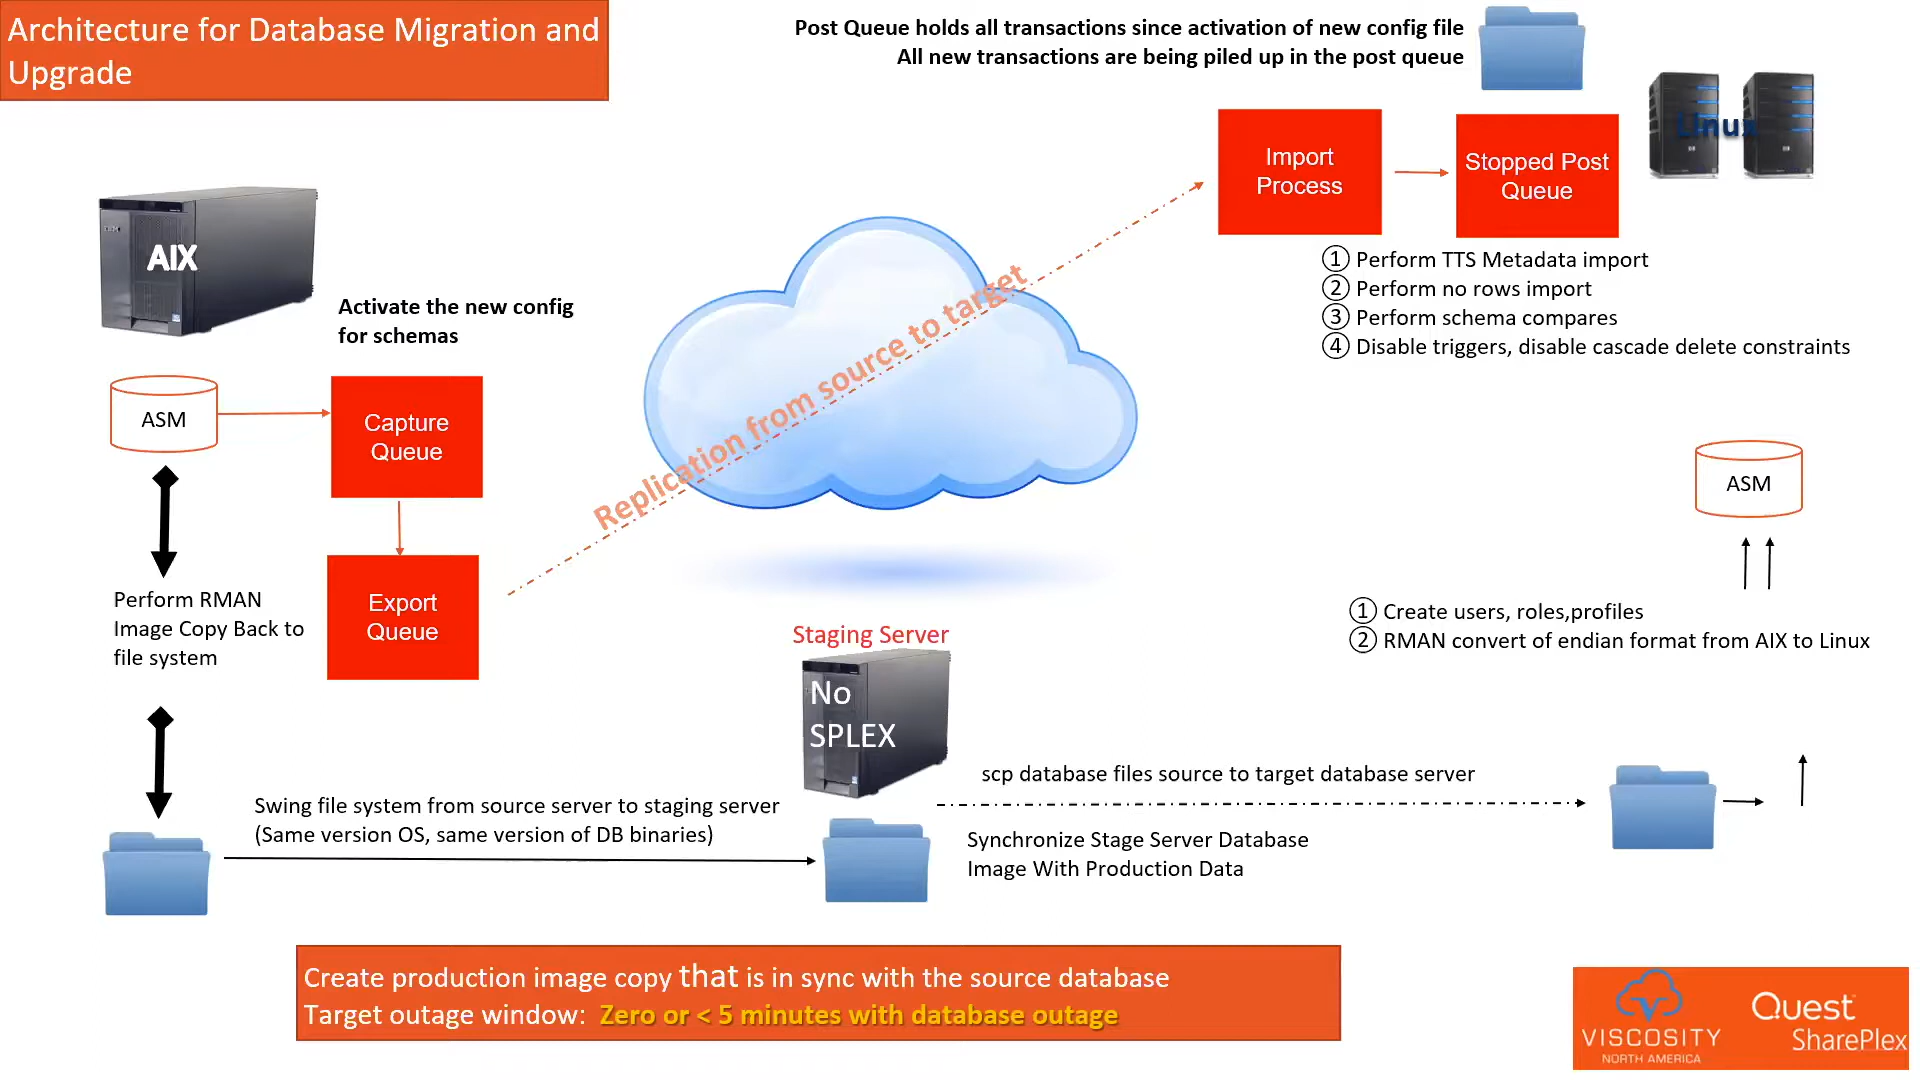 Architecture for Database Migration and
Upgrade
Post Queue holds all transactions since activation of new config file
All new transactions are being piled up in the post queue
Linux
Import
Process
Stopped Post
Queue
① Perform TTS Metadata import
② Perform no rows import
③ Perform schema compares
④ Disable triggers, disable cascade delete constraints
AIX
Activate the new config
for schemas
ASM
Capture
Queue
Replication from source to target
ASM
Perform RMAN
Image Copy Back to
file system
Export
Queue
① Create users, roles,profiles
② RMAN convert of endian format from AIX to Linux
Staging Server
No
SPLEX
scp database files source to target database server
Swing file system from source server to staging server
(Same version OS, same version of DB binaries)
Synchronize Stage Server Database
Image With Production Data
Create production image copy that is in sync with the source database
Target outage window: Zero or < 5 minutes with database outage
VISCOSITY
NORTH AMERICA
Quest
SharePlex